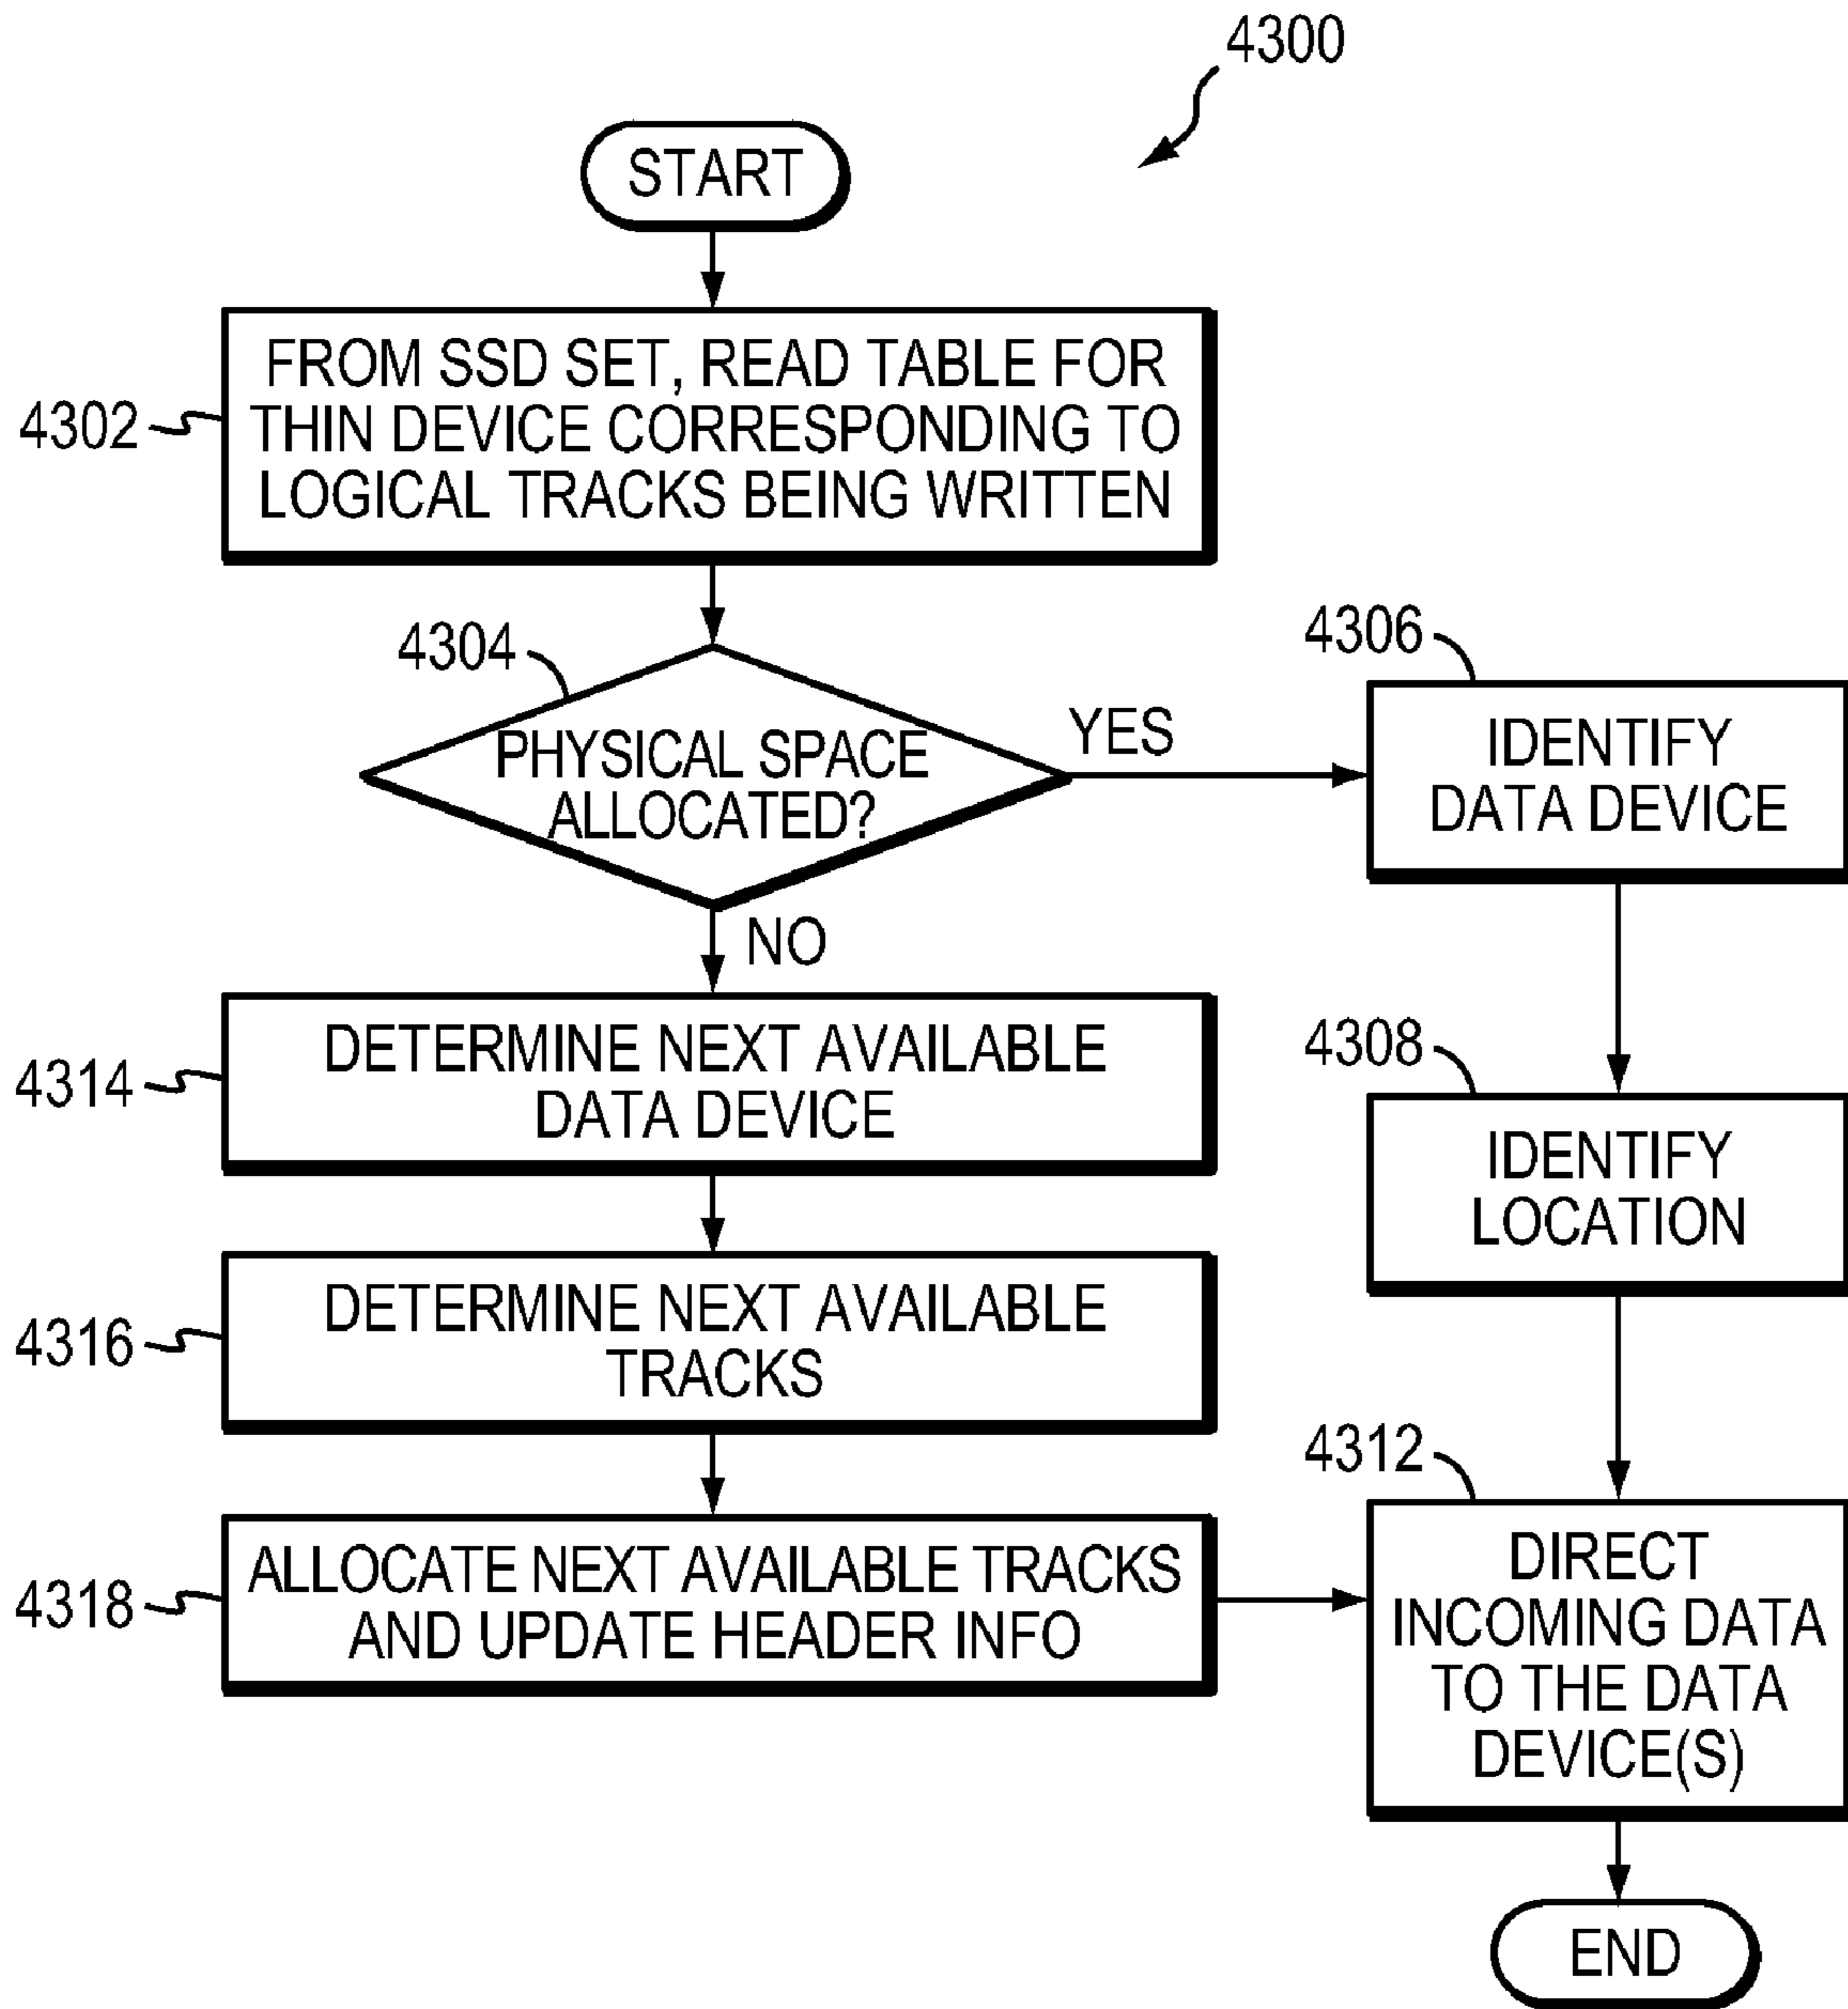 4300
START
4302
FROM SSD SET, READ TABLE FOR
THIN DEVICE CORRESPONDING TO
LOGICAL TRACKS BEING WRITTEN
4304
PHYSICAL SPACE
ALLOCATED?
YES
NO
4306
IDENTIFY
DATA DEVICE
4308
IDENTIFY
LOCATION
4314
DETERMINE NEXT AVAILABLE
DATA DEVICE
4316
DETERMINE NEXT AVAILABLE
TRACKS
4318
ALLOCATE NEXT AVAILABLE TRACKS
AND UPDATE HEADER INFO
4312
DIRECT
INCOMING DATA
TO THE DATA
DEVICE(S)
END